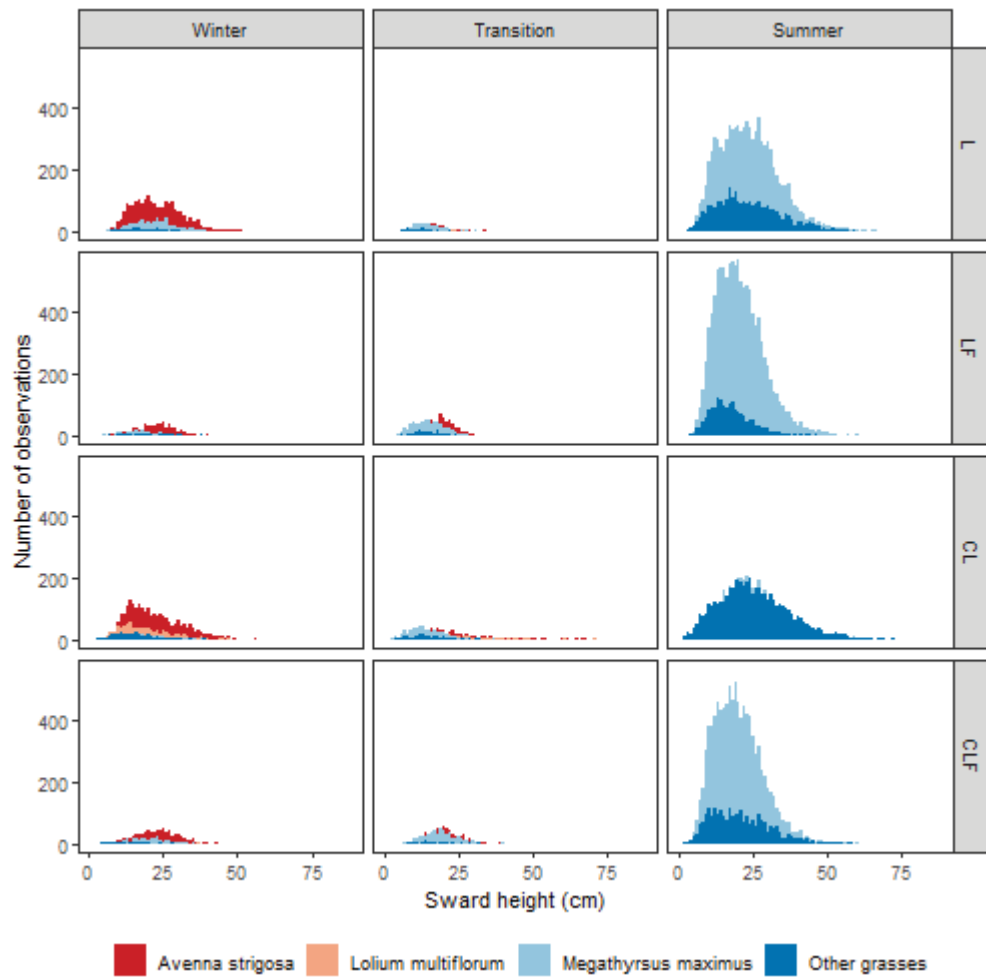 Winter Transition Summer
400
200
0
L
400
200
0
LF
400
200
0
CL
400
200
0
CLF
Number of observations
0 25 50 75 0 25 50 75 0 25 50 75
Sward height (cm)
Avenna strigosa Lolium multiflorum Megathyrsus maximus Other grasses